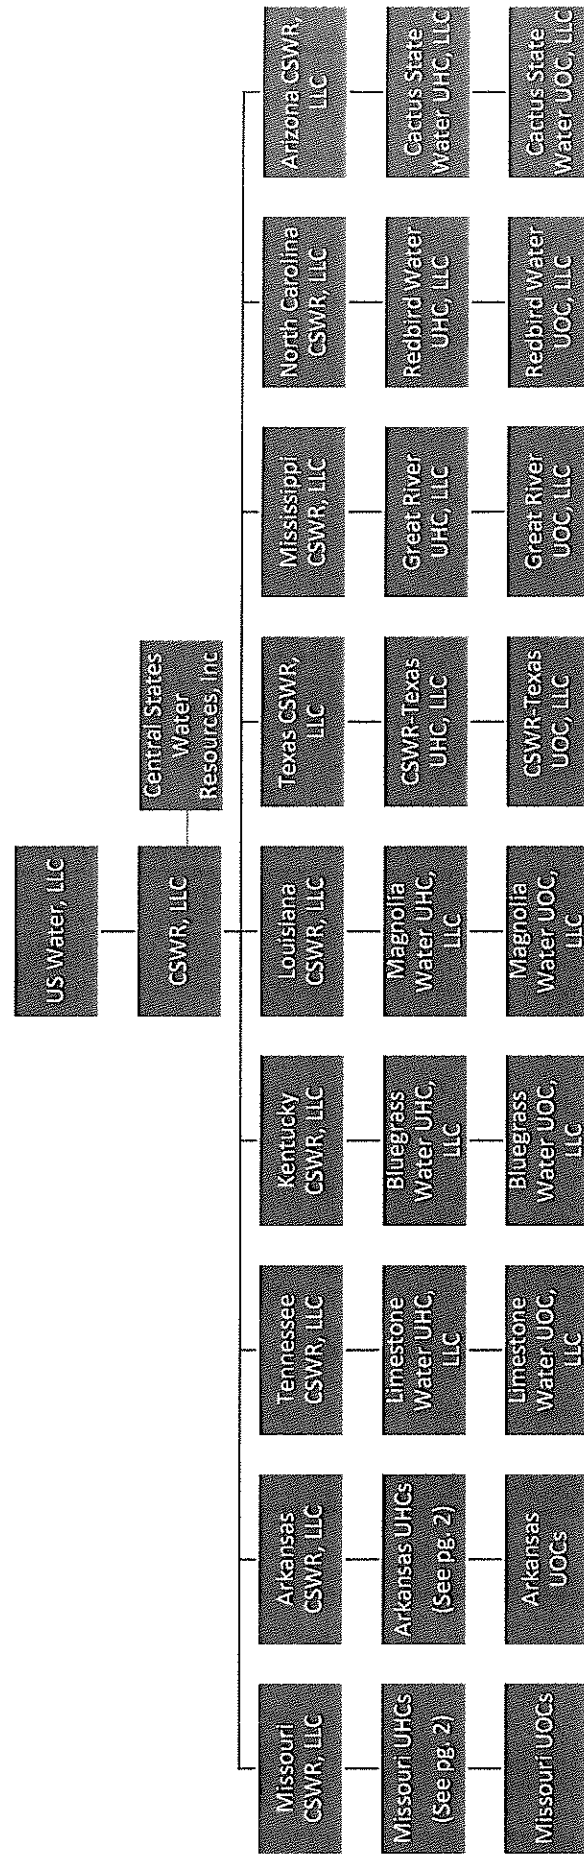 US Water, LLC
CSWR, LLC
Central States
Water
Resources, Inc
Missouri
CSWR, LLC
Arkansas
CSWR, LLC
Tennessee
CSWR, LLC
Kentucky
CSWR, LLC
Louisiana
CSWR, LLC
Texas CSWR,
LLC
Mississippi
CSWR, LLC
North Carolina
CSWR, LLC
Arizona CSWR,
LLC
Missouri UHCs
(See pg. 2)
Arkansas UHCs
(See pg. 2)
Limestone
Water UHC,
LLC
Bluegrass
Water UHC,
LLC
Magnolia
Water UHC,
LLC
CSWR-Texas
UHC, LLC
Great River
UHC, LLC
Redbird Water
UHC, LLC
Cactus State
Water UHC, LLC
Missouri UOCs
Arkansas
UOCs
Limestone
Water UOC,
LLC
Bluegrass
Water UOC,
LLC
Magnolia
Water UOC,
LLC
CSWR-Texas
UOC, LLC
Great River
UOC, LLC
Redbird Water
UOC, LLC
Cactus State
Water UOC, LLC